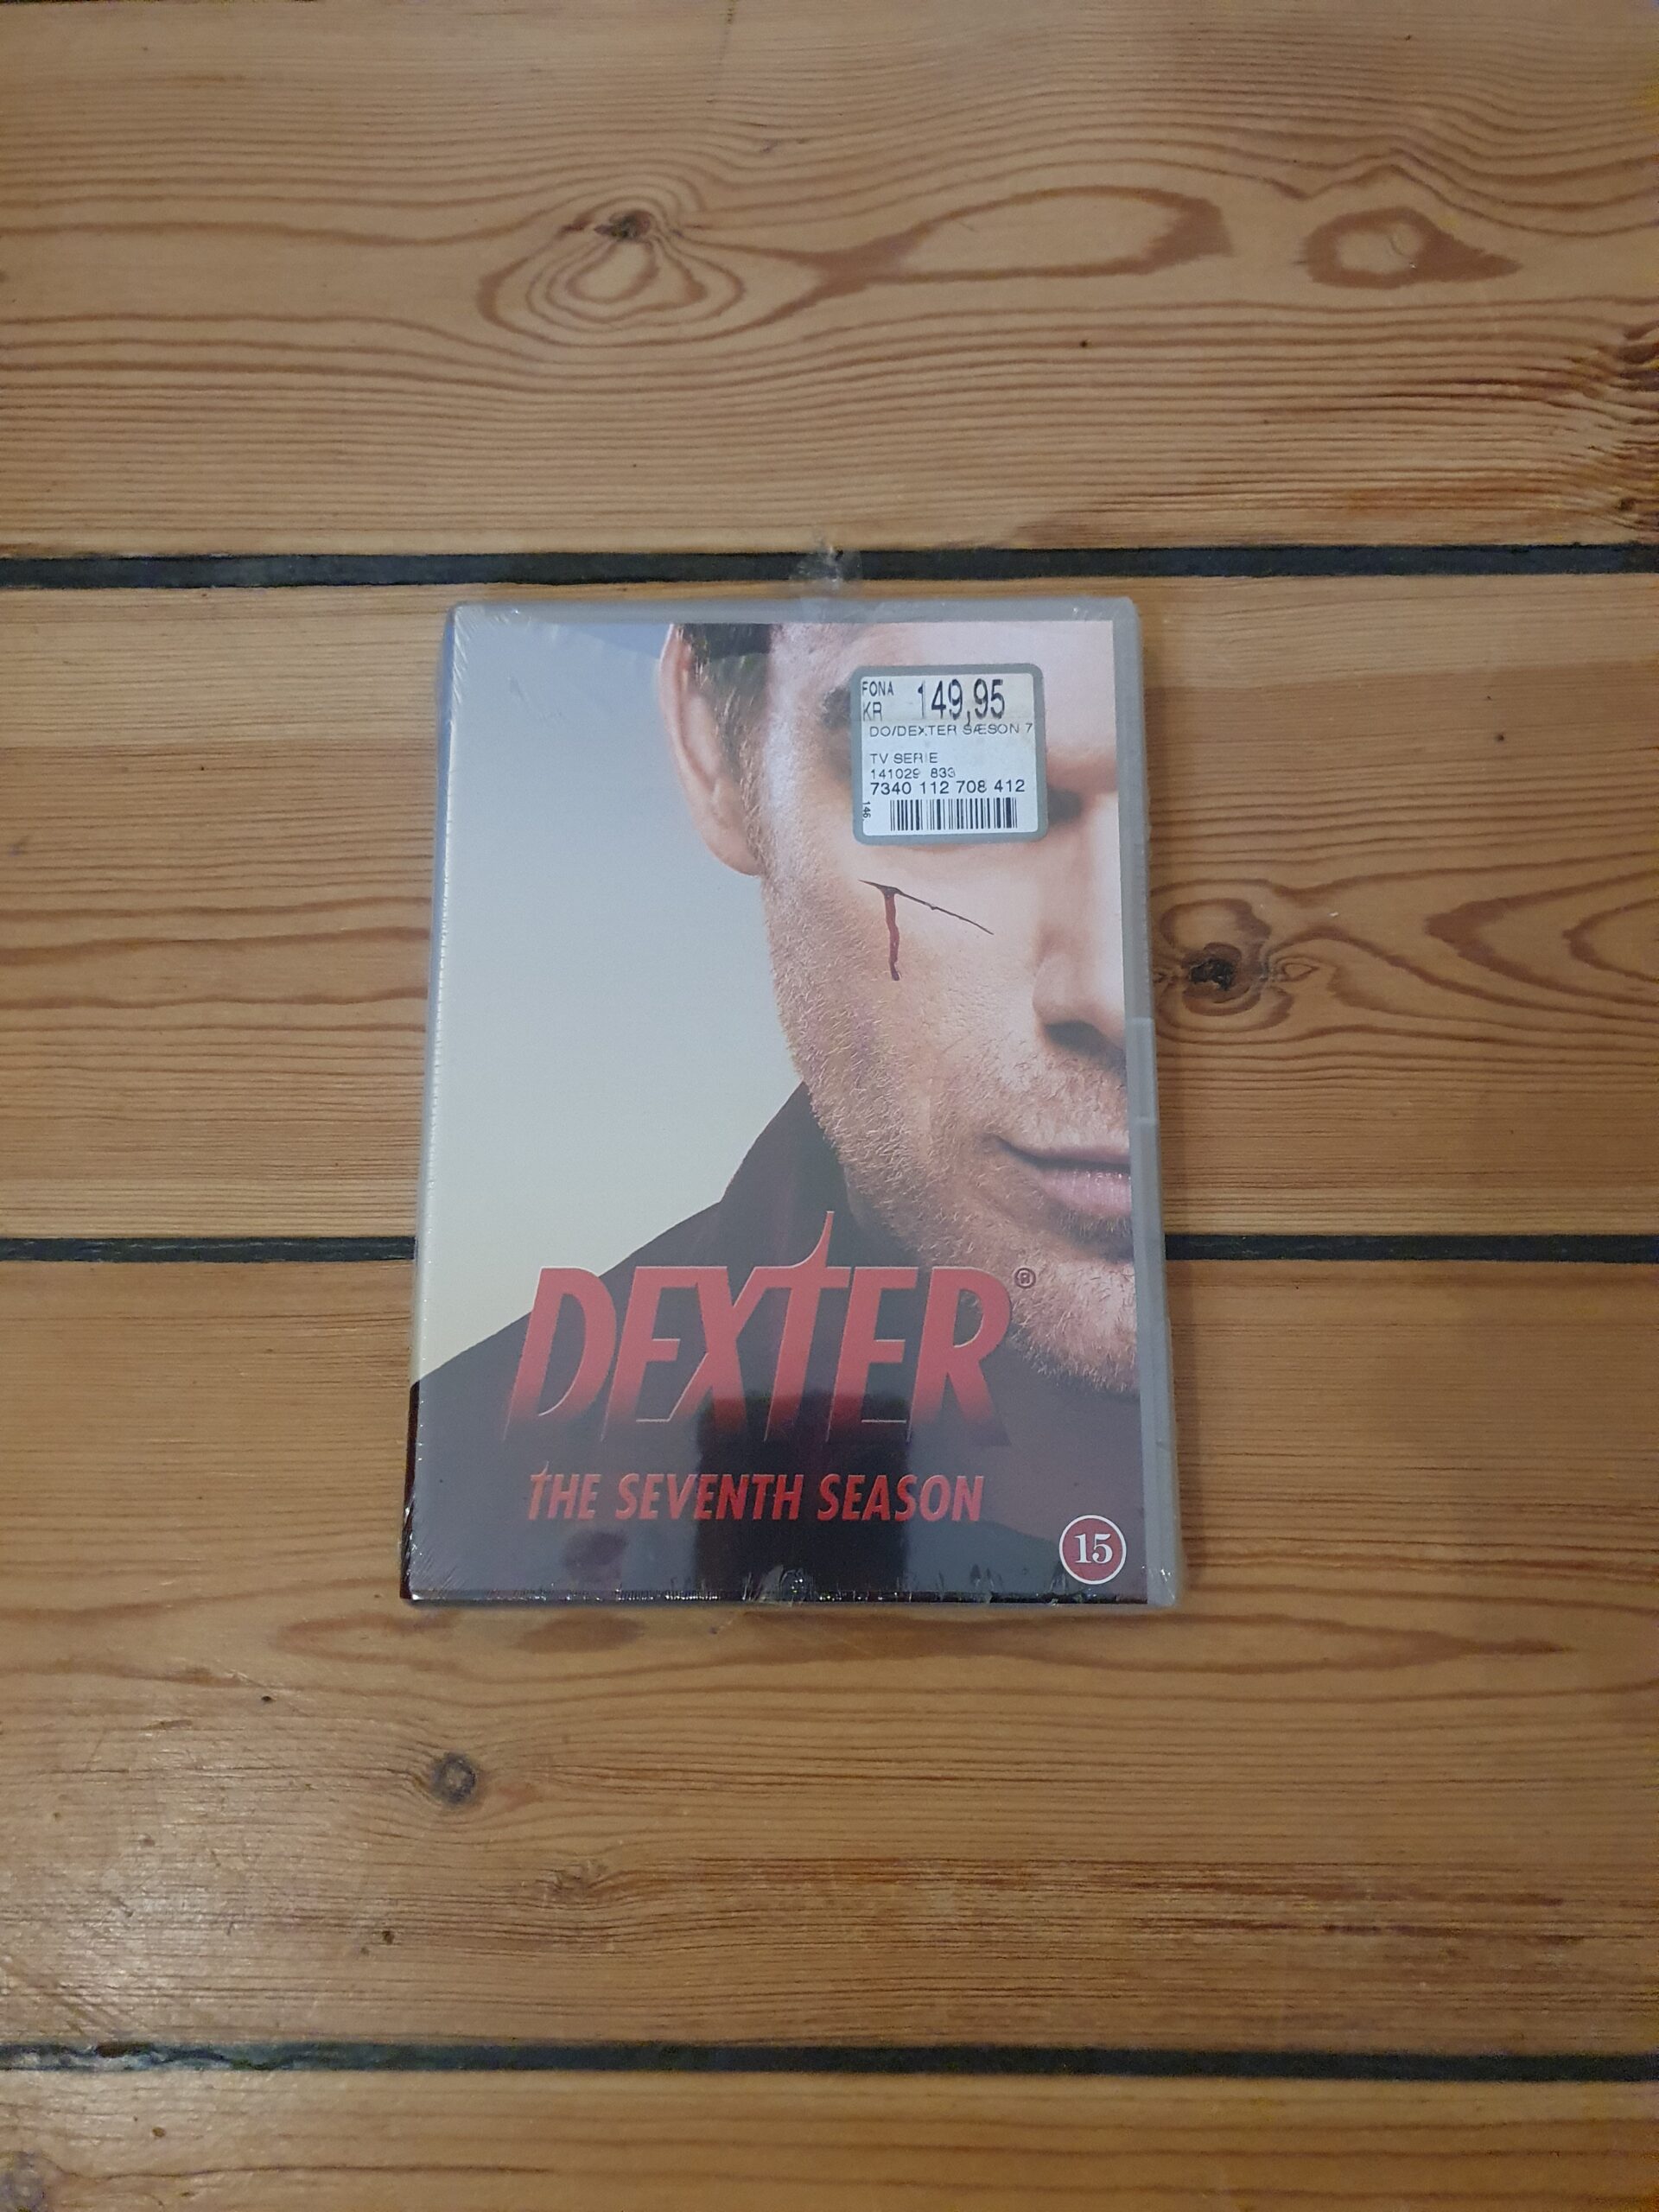 FONA
KR 149,95
DO/DEXTER SÆSON 7
TV SERIE
141029 833
7340 112 708 412
146
DEXTER®
THE SEVENTH SEASON
15